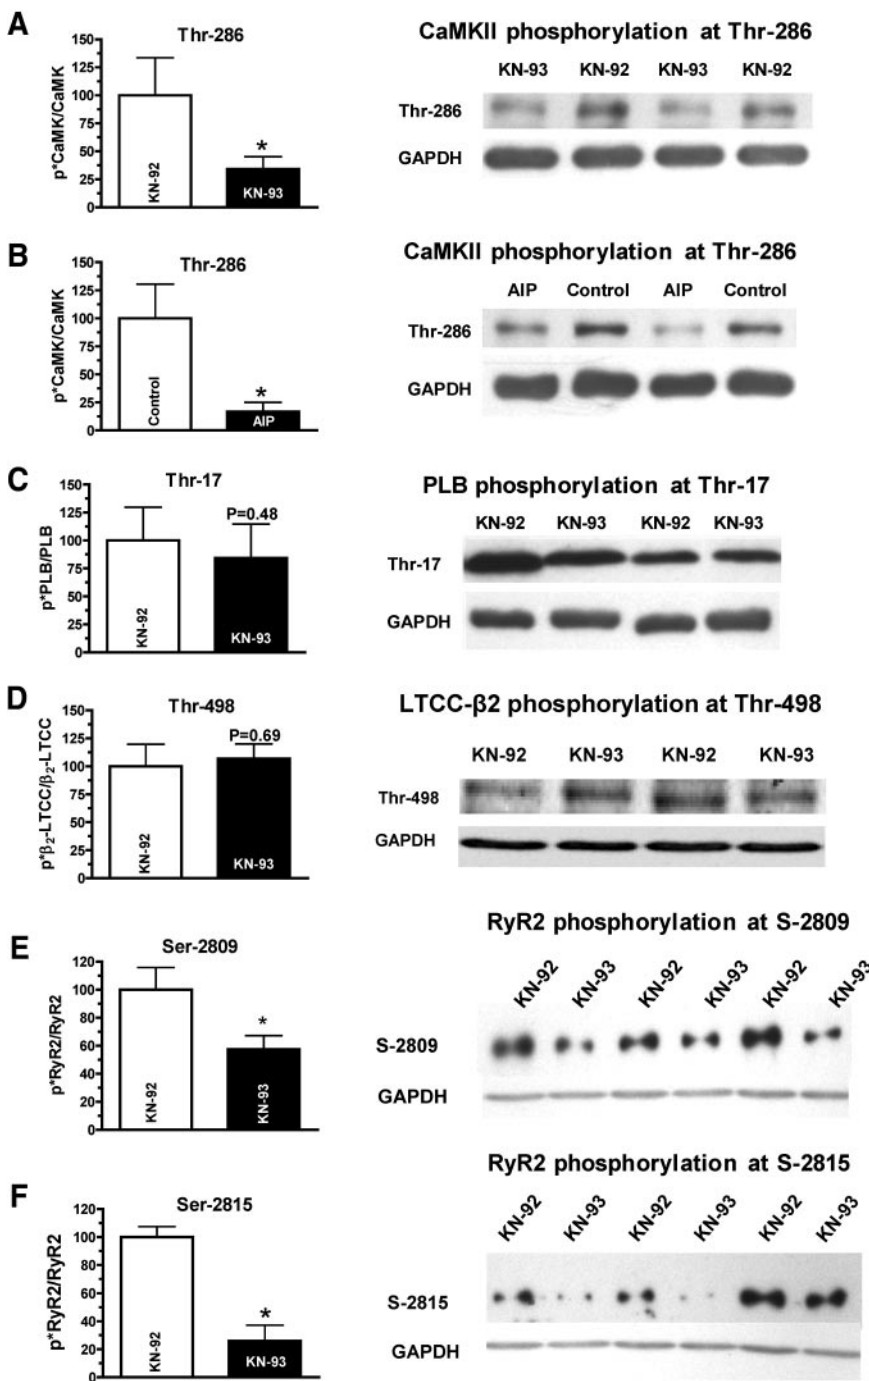 A
Thr-286
p*CaMK/CaMK
150
125
100
75
50
25
0
KN-92
*
KN-93
CaMKII phosphorylation at Thr-286
KN-93 KN-92 KN-93 KN-92
Thr-286
GAPDH
B
Thr-286
p*CaMK/CaMK
150
125
100
75
50
25
0
Control
*
AIP
CaMKII phosphorylation at Thr-286
AIP Control AIP Control
Thr-286
GAPDH
C
Thr-17
p*PLB/PLB
150
125
100
75
50
25
0
KN-92
P=0.48
KN-93
PLB phosphorylation at Thr-17
KN-92 KN-93 KN-92 KN-93
Thr-17
GAPDH
D
Thr-498
p*β2-LTCC/β2-LTCC
150
125
100
75
50
25
0
KN-92
P=0.69
KN-93
LTCC-β2 phosphorylation at Thr-498
KN-92 KN-93 KN-92 KN-93
Thr-498
GAPDH
E
Ser-2809
p*RyR2/RyR2
120
100
80
60
40
20
0
KN-92
*
KN-93
RyR2 phosphorylation at S-2809
KN-92 KN-93 KN-92 KN-93 KN-92 KN-93
S-2809
GAPDH
F
Ser-2815
p*RyR2/RyR2
120
100
80
60
40
20
0
KN-92
*
KN-93
RyR2 phosphorylation at S-2815
KN-92 KN-93 KN-92 KN-93 KN-92 KN-93
S-2815
GAPDH